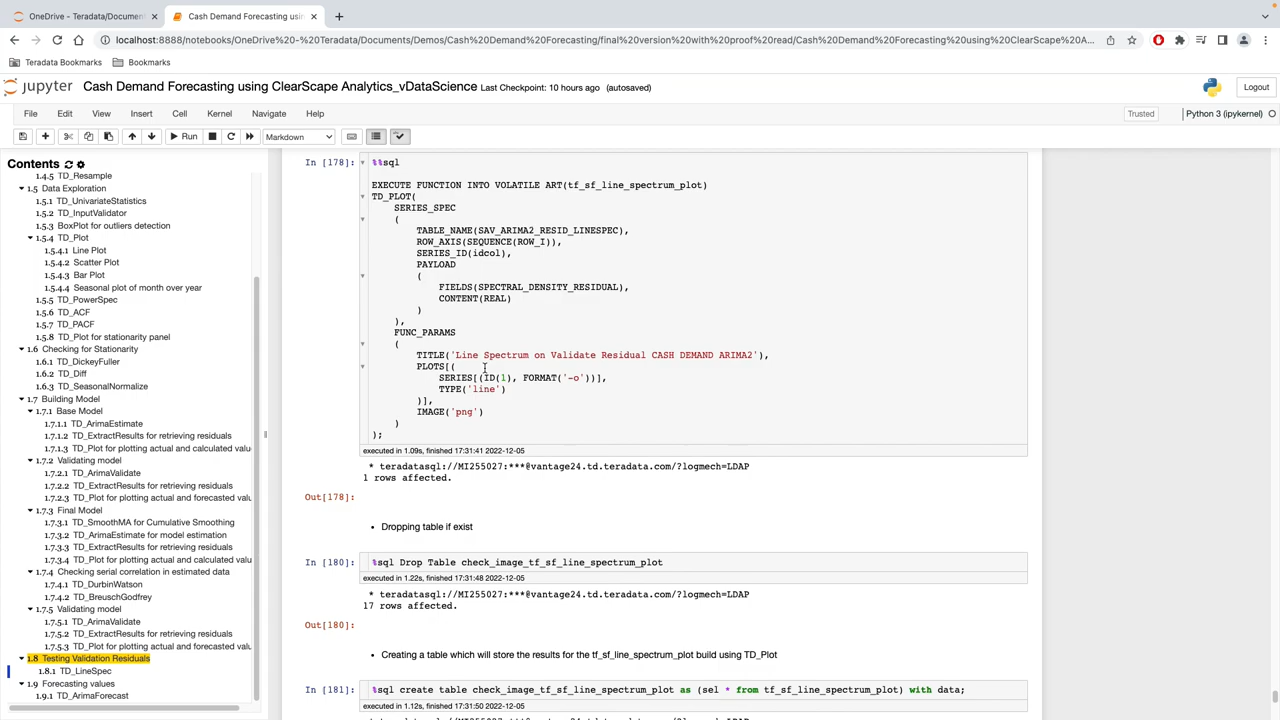 OneDrive - Teradata/Document
Cash Demand Forecasting usin
localhost:8888/notebooks/OneDrive%20-%20Teradata/Documents/Demos/Cash%20Demand%20Forecasting/final%20version%20with%20proof%20read/Cash%20Demand%20Forecasting%20using%20ClearScape%20A...
Teradata Bookmarks
Bookmarks
jupyter
Cash Demand Forecasting using ClearScape Analytics_vDataScience Last Checkpoint: 10 hours ago (autosaved)
Logout
File Edit View Insert Cell Kernel Navigate Help
Trusted
Python 3 (ipykernel)
Run
Markdown
Contents
1.4.5 TD_Resample
1.5 Data Exploration
1.5.1 TD_UnivariateStatistics
1.5.2 TD_InputValidator
1.5.3 BoxPlot for outliers detection
1.5.4 TD_Plot
1.5.4.1 Line Plot
1.5.4.2 Scatter Plot
1.5.4.3 Bar Plot
1.5.4.4 Seasonal plot of month over year
1.5.5 TD_PowerSpec
1.5.6 TD_ACF
1.5.7 TD_PACF
1.5.8 TD_Plot for stationarity panel
1.6 Checking for Stationarity
1.6.1 TD_DickeyFuller
1.6.2 TD_Diff
1.6.3 TD_SeasonalNormalize
1.7 Building Model
1.7.1 Base Model
1.7.1.1 TD_ArimaEstimate
1.7.1.2 TD_ExtractResults for retrieving residuals
1.7.1.3 TD_Plot for plotting actual and calculated valu
1.7.2 Validating model
1.7.2.1 TD_ArimaValidate
1.7.2.2 TD_ExtractResults for retrieving residuals
1.7.2.3 TD_Plot for plotting actual and forecasted valu
1.7.3 Final Model
1.7.3.1 TD_SmoothMA for Cumulative Smoothing
1.7.3.2 TD_ArimaEstimate for model estimation
1.7.3.3 TD_ExtractResults for retrieving residuals
1.7.3.4 TD_Plot for plotting actual and calculated valu
1.7.4 Checking serial correlation in estimated data
1.7.4.1 TD_DurbinWatson
1.7.4.2 TD_BreuschGodfrey
1.7.5 Validating model
1.7.5.1 TD_ArimaValidate
1.7.5.2 TD_ExtractResults for retrieving residuals
1.7.5.3 TD_Plot for plotting actual and forecasted valu
1.8 Testing Validation Residuals
1.8.1 TD_LineSpec
1.9 Forecasting values
1.9.1 TD_ArimaForecast
In [178]:
%%sql
EXECUTE FUNCTION INTO VOLATILE ART(tf_sf_line_spectrum_plot)
TD_PLOT(
SERIES_SPEC
(
TABLE_NAME(SAV_ARIMA2_RESID_LINESPEC),
ROW_AXIS(SEQUENCE(ROW_I)),
SERIES_ID(idcol),
PAYLOAD
(
FIELDS(SPECTRAL_DENSITY_RESIDUAL),
CONTENT(REAL)
)
),
FUNC_PARAMS
(
TITLE('Line Spectrum on Validate Residual CASH DEMAND ARIMA2'),
PLOTS[(
SERIES[(ID(1), FORMAT('-o'))],
TYPE('line')
)],
IMAGE('png')
)
);
executed in 1.09s, finished 17:31:41 2022-12-05
* teradatasql://MI255027:***@vantage24.td.teradata.com/?logmech=LDAP
1 rows affected.
Out[178]:
• Dropping table if exist
In [180]: %sql Drop Table check_image_tf_sf_line_spectrum_plot
executed in 1.22s, finished 17:31:48 2022-12-05
* teradatasql://MI255027:***@vantage24.td.teradata.com/?logmech=LDAP
17 rows affected.
Out[180]:
• Creating a table which will store the results for the tf_sf_line_spectrum_plot build using TD_Plot
In [181]: %sql create table check_image_tf_sf_line_spectrum_plot as (sel * from tf_sf_line_spectrum_plot) with data;
executed in 1.12s, finished 17:31:50 2022-12-05